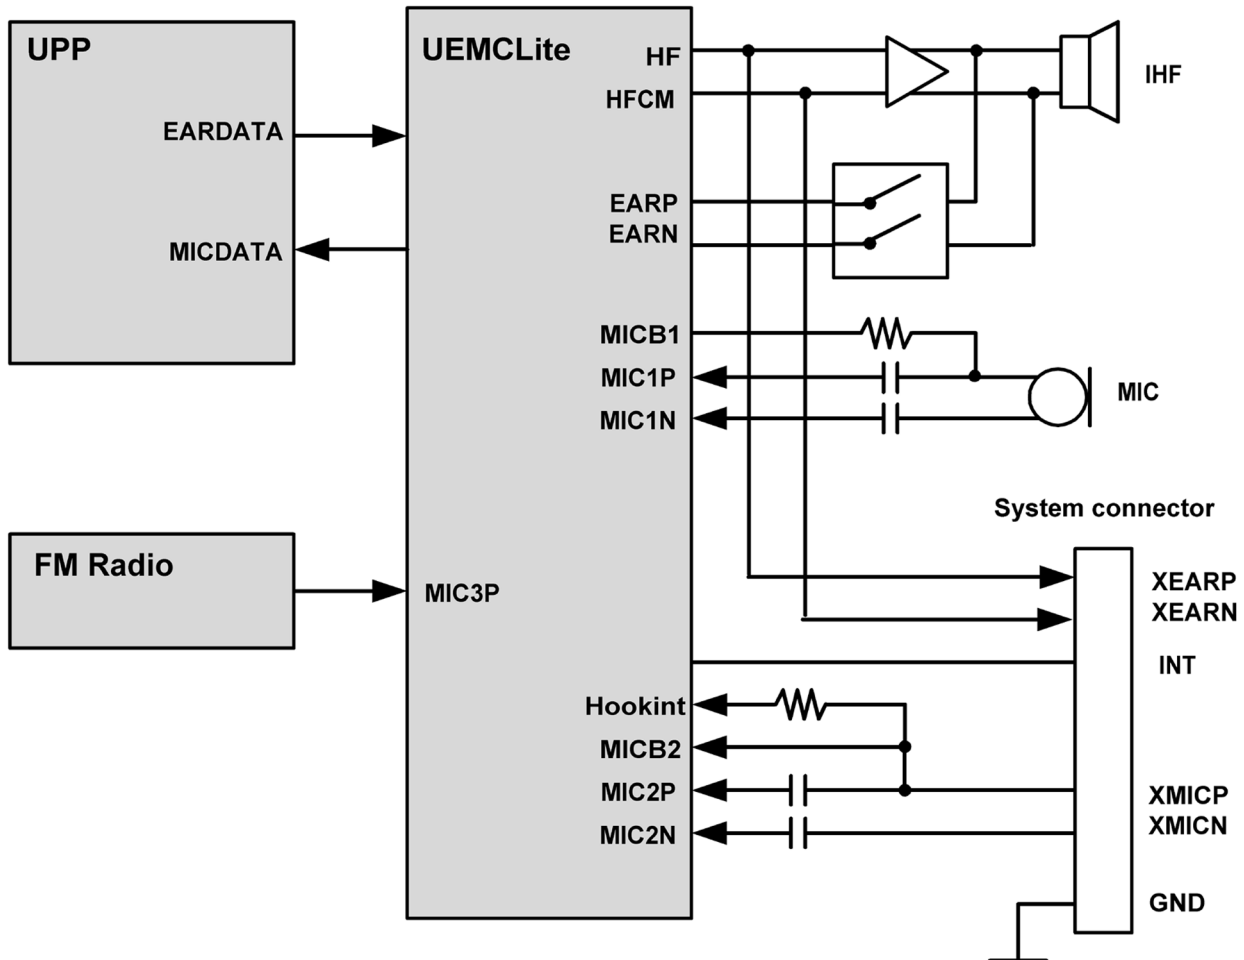 UPP
EARDATA
MICDATA
FM Radio
UEMCLite
HF
HFCM
EARP
EARN
MICB1
MIC1P
MIC1N
MIC3P
Hookint
MICB2
MIC2P
MIC2N
IHF
MIC
System connector
XEARP
XEARN
INT
XMICP
XMICN
GND